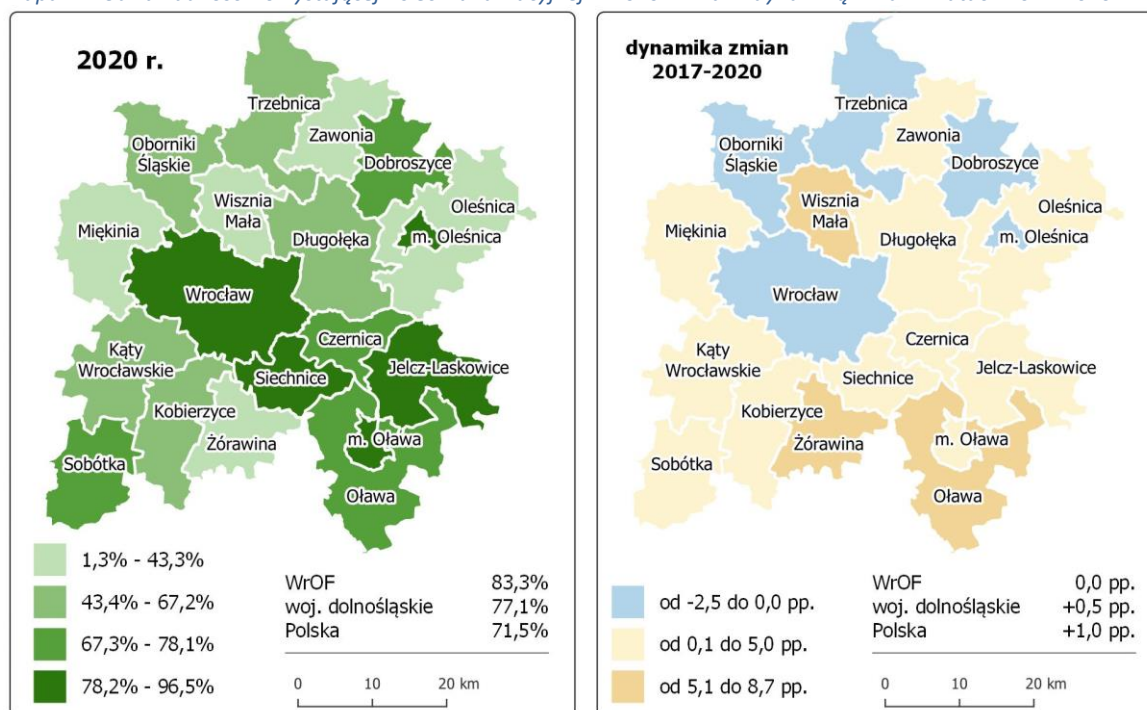 2020 r.
Trzebnica
Zawonia
Oborniki
Śląskie
Dobroszyce
Wisznia
Mała
Oleśnica
Miękinia
Długołęka
m. Oleśnica
Wrocław
Czernica
Kąty
Wrocławskie
Siechnice
Jelcz-Laskowice
Kobierzyce
Żórawina
m. Oława
Sobótka
Oława
1,3% - 43,3%
43,4% - 67,2%
67,3% - 78,1%
78,2% - 96,5%
WrOF 83,3%
woj. dolnośląskie 77,1%
Polska 71,5%
0 10 20 km
dynamika zmian
2017-2020
Trzebnica
Zawonia
Oborniki
Śląskie
Dobroszyce
Wisznia
Mała
Oleśnica
Miękinia
Długołęka
m. Oleśnica
Wrocław
Czernica
Kąty
Wrocławskie
Siechnice
Jelcz-Laskowice
Kobierzyce
Żórawina
m. Oława
Sobótka
Oława
od -2,5 do 0,0 pp.
od 0,1 do 5,0 pp.
od 5,1 do 8,7 pp.
WrOF 0,0 pp.
woj. dolnośląskie +0,5 pp.
Polska +1,0 pp.
0 10 20 km